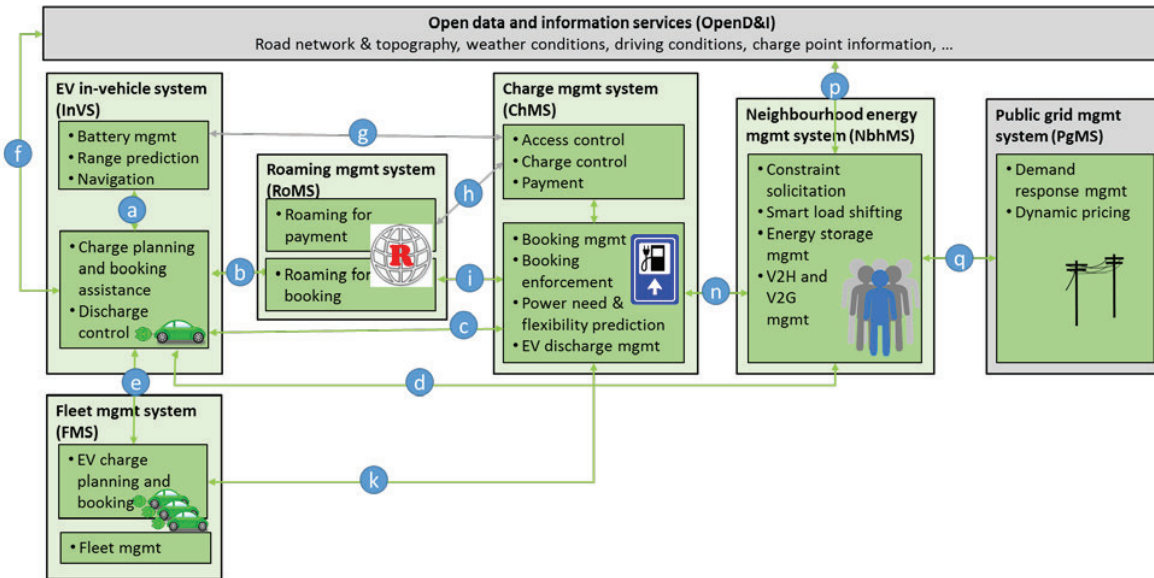 Open data and information services (OpenD&I)
Road network & topography, weather conditions, driving conditions, charge point information, ...
EV in-vehicle system
(InVS)
• Battery mgmt
• Range prediction
• Navigation
a
• Charge planning
and booking
assistance
• Discharge
control
f
g
h
b
i
c
d
e
k
n
p
q
Roaming mgmt system
(RoMS)
• Roaming for
payment
• Roaming for
booking
R
Charge mgmt system
(ChMS)
• Access control
• Charge control
• Payment
• Booking mgmt
• Booking
enforcement
• Power need &
flexibility prediction
• EV discharge mgmt
Neighbourhood energy
mgmt system (NbhMS)
• Constraint
solicitation
• Smart load shifting
• Energy storage
mgmt
• V2H and
V2G
mgmt
Public grid mgmt
system (PgMS)
• Demand
response mgmt
• Dynamic pricing
Fleet mgmt system
(FMS)
• EV charge
planning and
booking
• Fleet mgmt